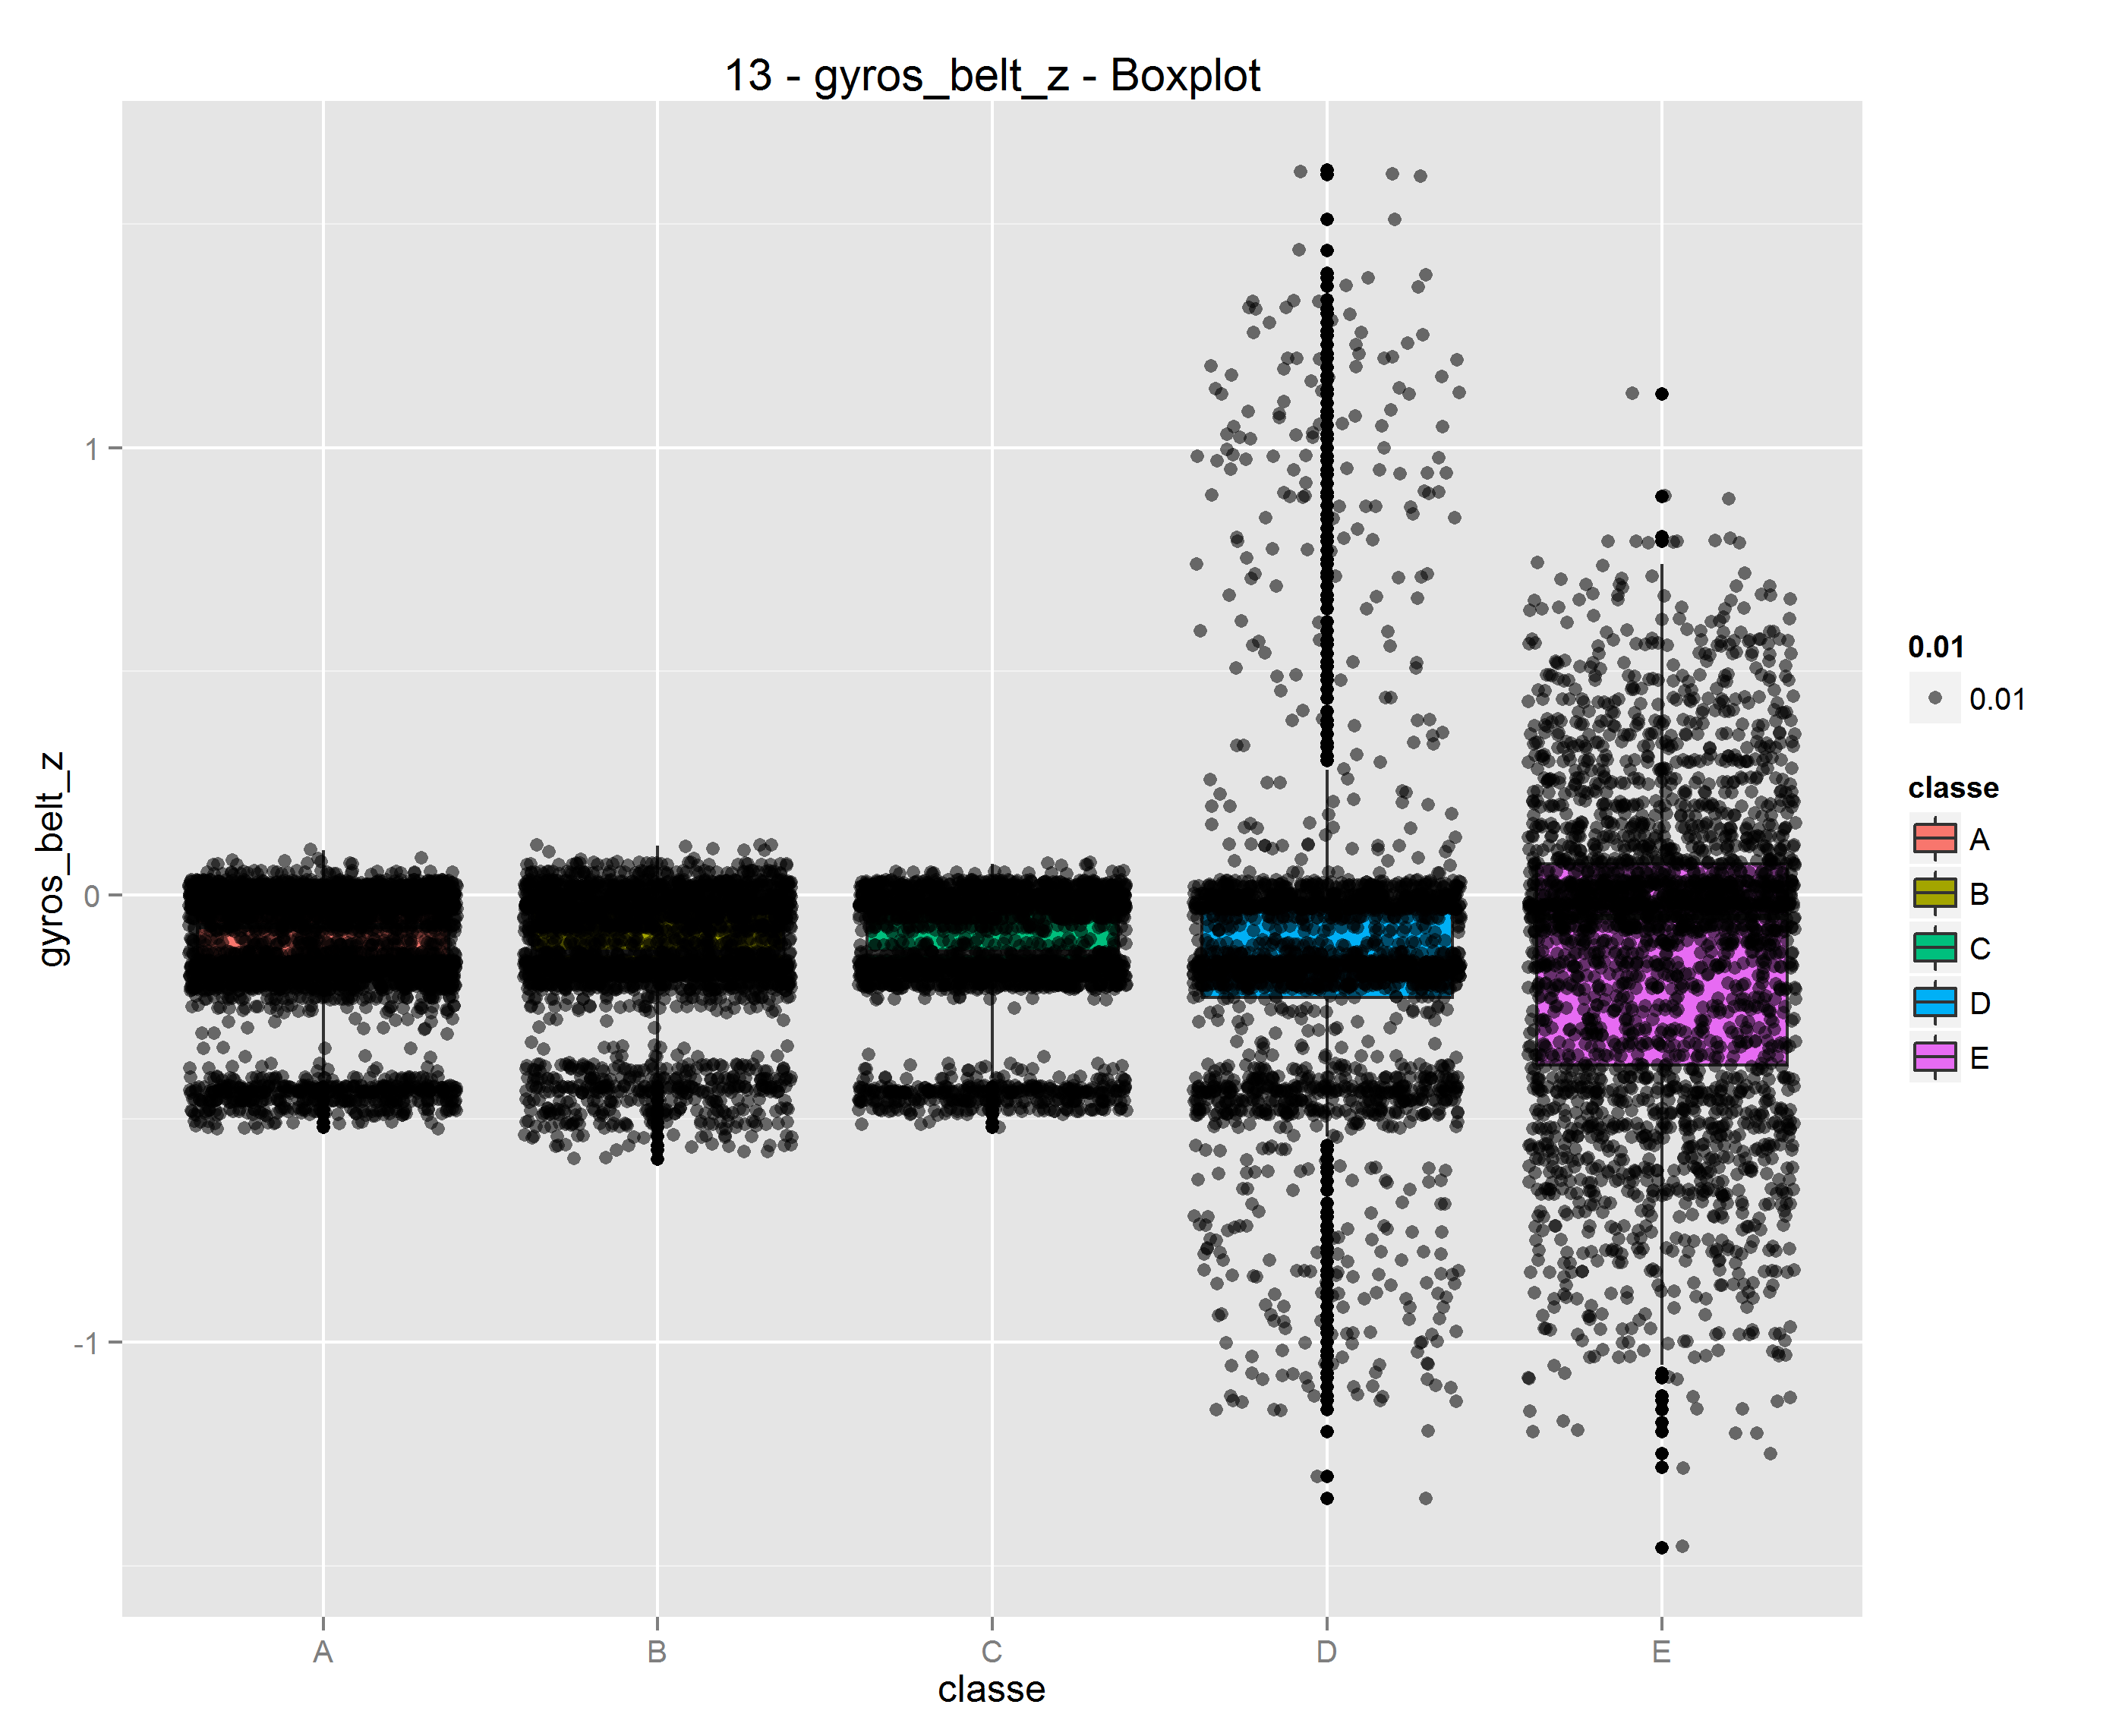 13 - gyros_belt_z - Boxplot
gyros_belt_z
1
0
-1
A B C D E
classe
0.01
0.01
classe
A
B
C
D
E